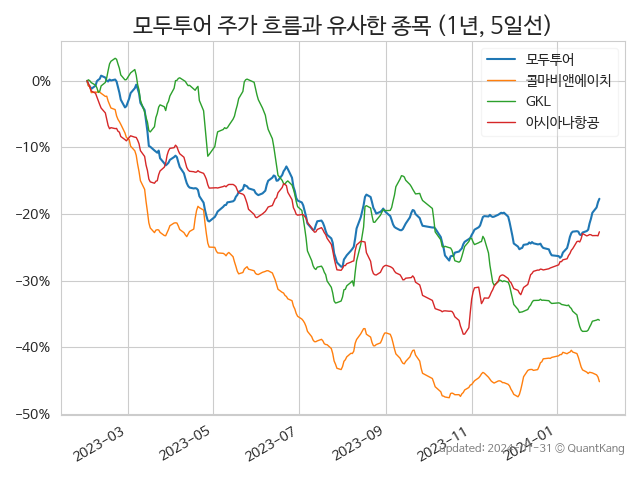 모두투어 주가 흐름과 유사한 종목 (1년, 5일선)
모두투어
콜마비앤에이치
GKL
아시아나항공
0%
−10%
−20%
−30%
−40%
−50%
2023−03
2023−05
2023−07
2023−09
2023−11
2024−01
updated: 2024-01-31 © QuantKang